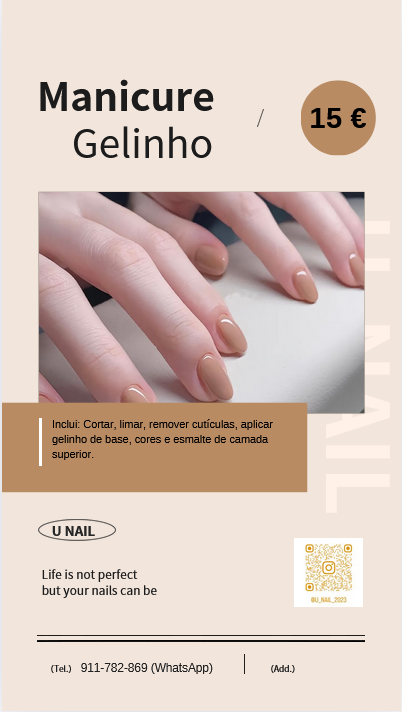 Manicure
Gelinho
/
15 €
U NAIL
Inclui: Cortar, limar, remover cutículas, aplicar
gelinho de base, cores e esmalte de camada
superior.
U NAIL
Life is not perfect
but your nails can be
@U_NAIL_2023
(Tel.) 911-782-869 (WhatsApp)
(Add.)